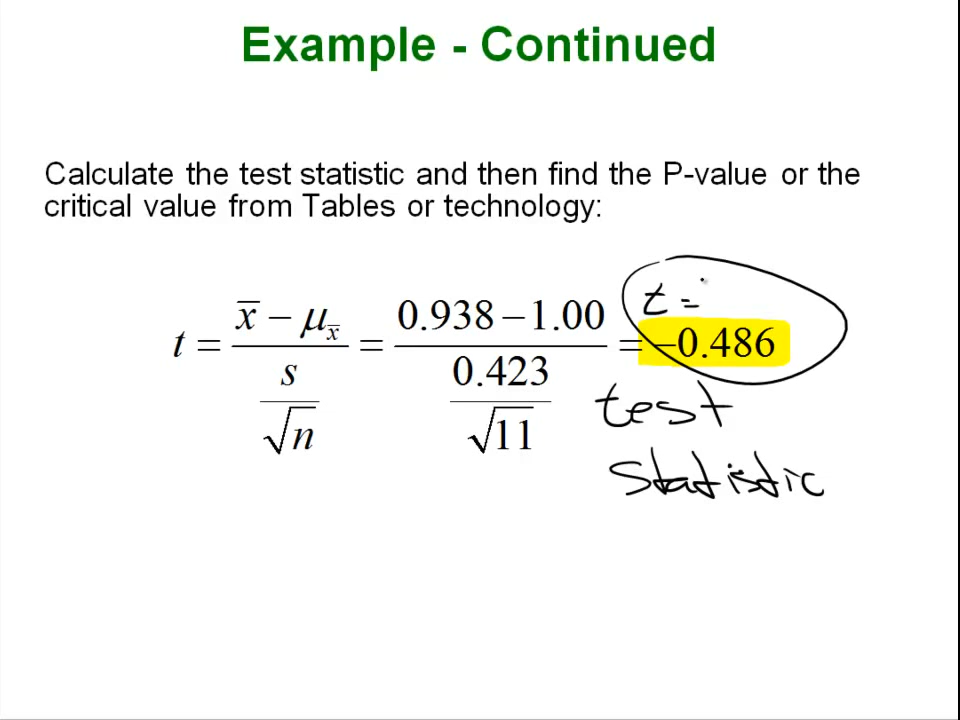 Example - Continued
Calculate the test statistic and then find the P-value or the
critical value from Tables or technology:
t =
t = (x̄ − μx̄) / (s / √n) = (0.938 − 1.00) / (0.423 / √11) = −0.486
test
statistic